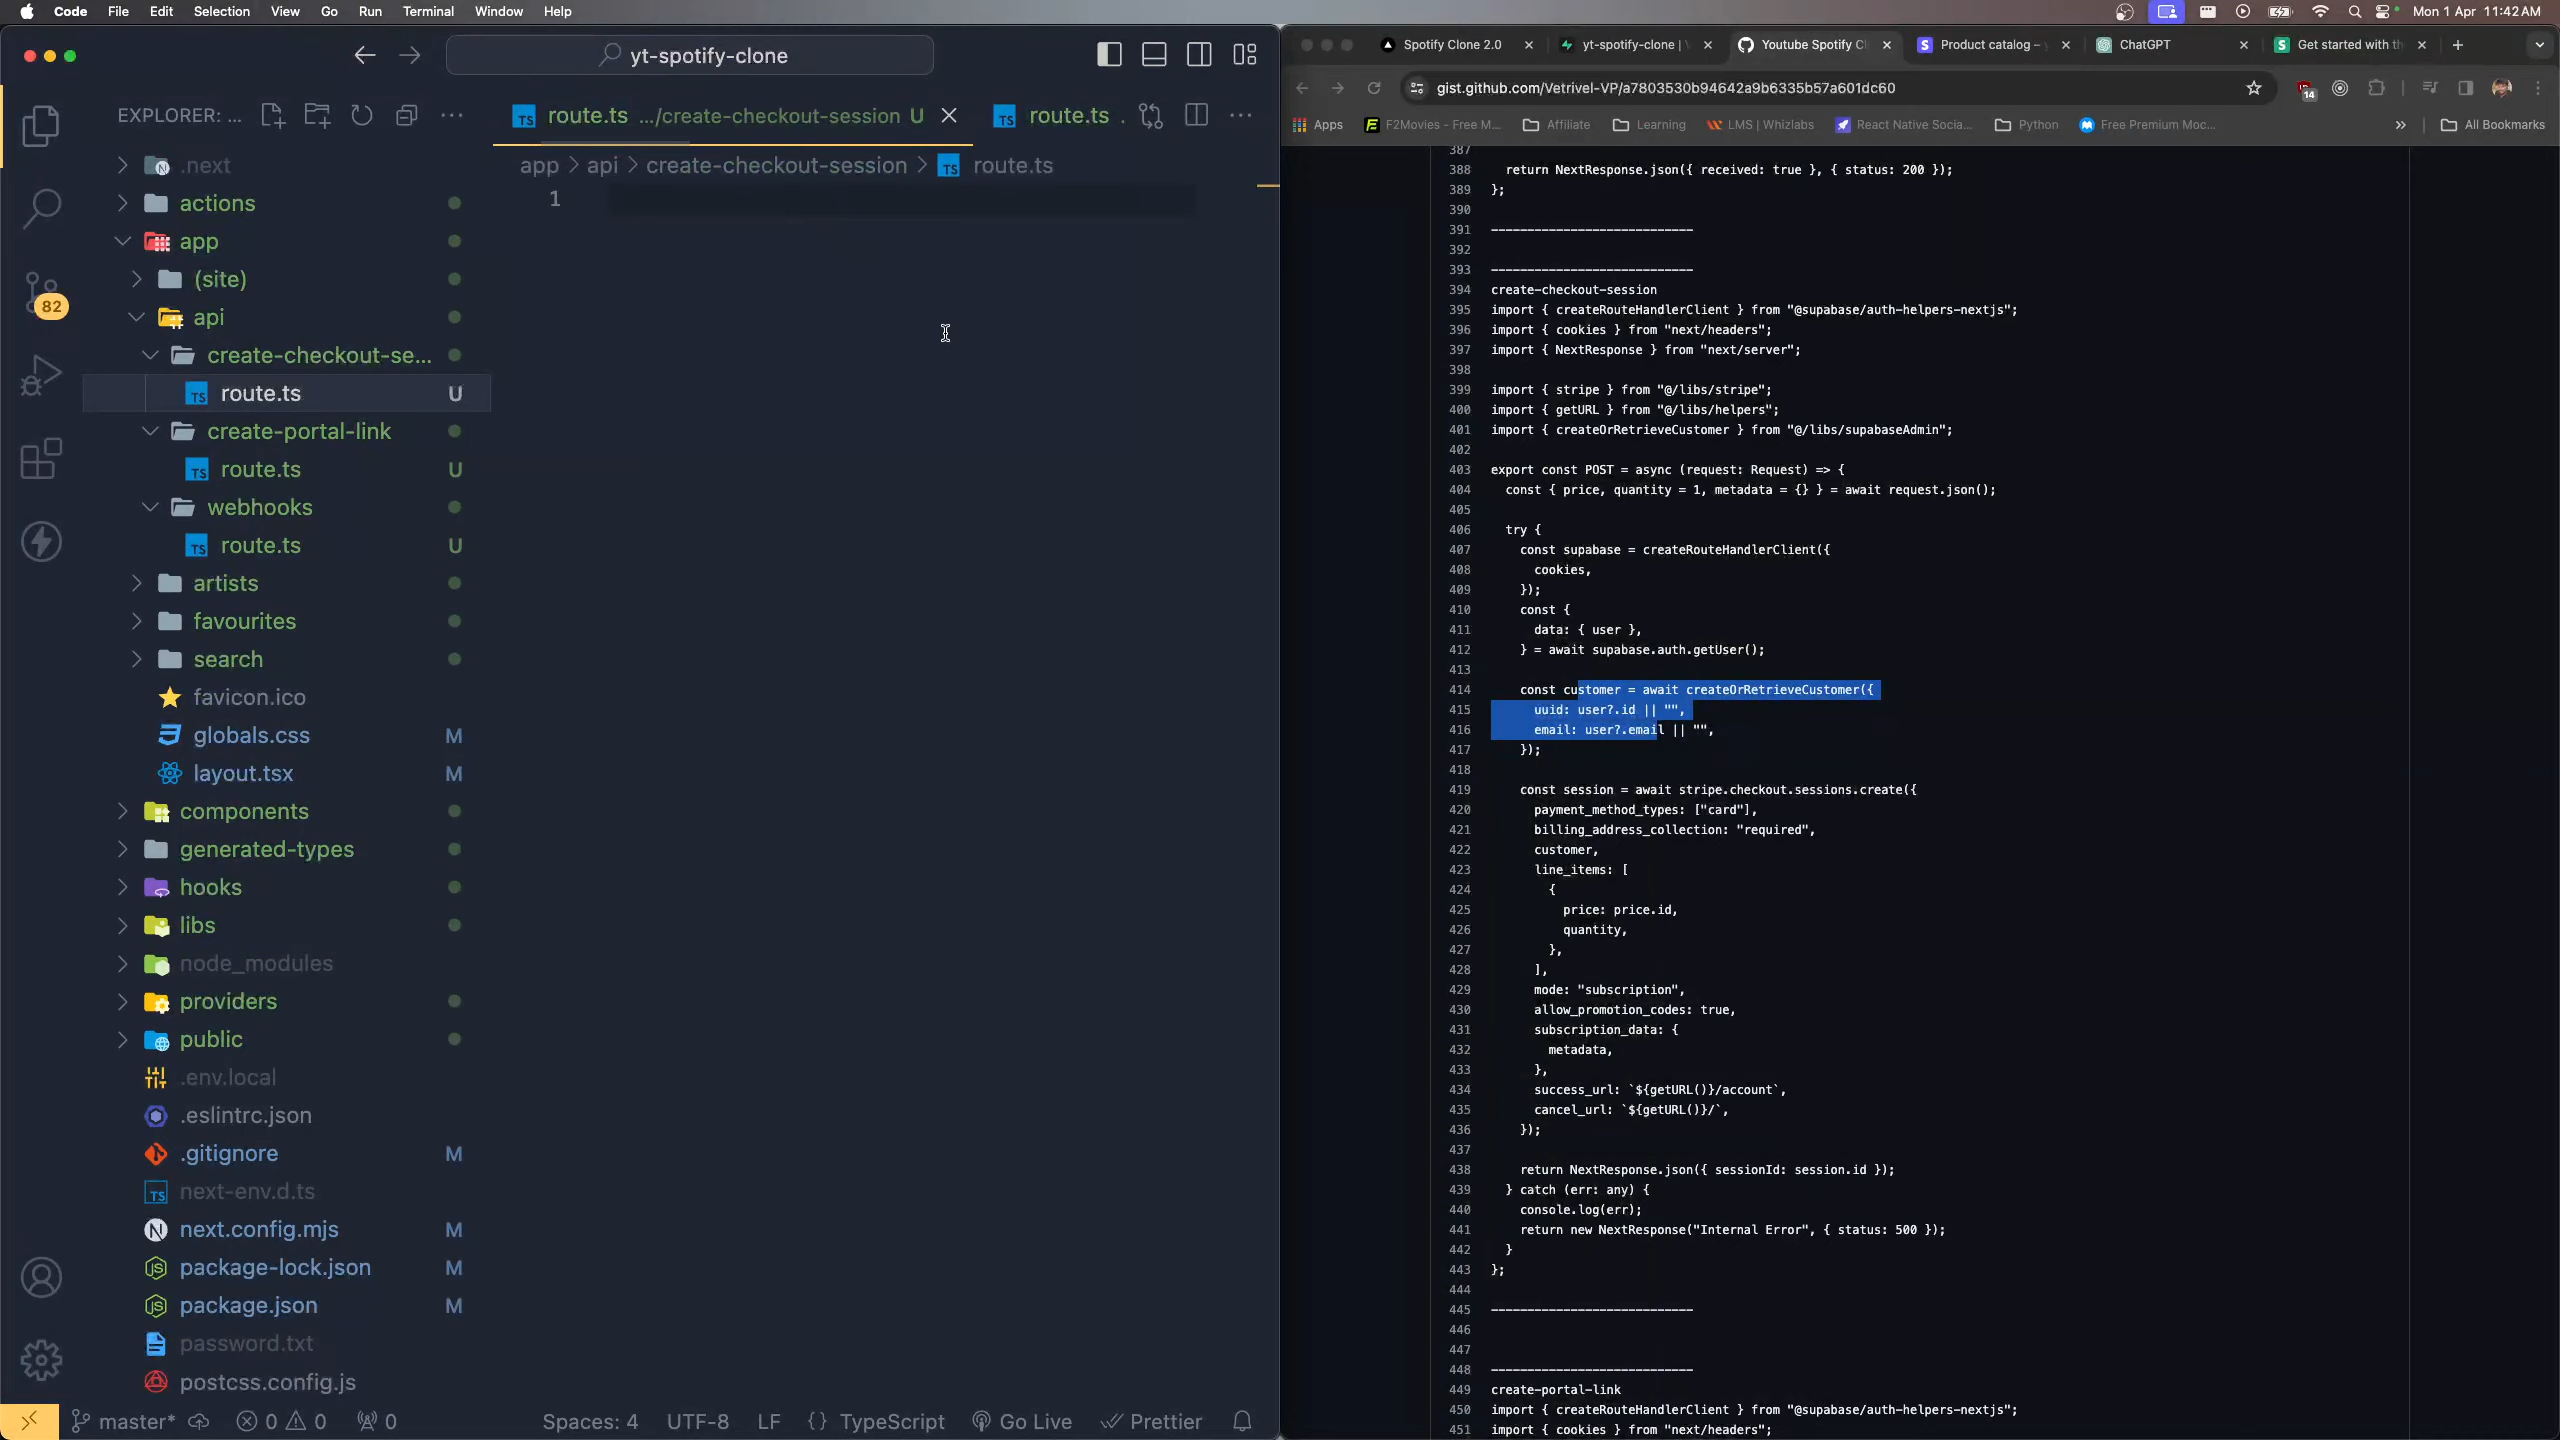 Code File Edit Selection View Go Run Terminal Window Help
Mon 1 Apr 11:42 AM
yt-spotify-clone
EXPLORER: ...
.next
actions
app
(site)
api
create-checkout-se...
route.ts U
create-portal-link
route.ts U
webhooks
route.ts U
artists
favourites
search
favicon.ico
globals.css M
layout.tsx M
components
generated-types
hooks
libs
node_modules
providers
public
.env.local
.eslintrc.json
.gitignore M
next-env.d.ts
next.config.mjs M
package-lock.json M
package.json M
password.txt
postcss.config.js
82
route.ts .../create-checkout-session U
route.ts .
app > api > create-checkout-session > route.ts
1
master* 0 0 0 Spaces: 4 UTF-8 LF {} TypeScript Go Live Prettier
Spotify Clone 2.0
yt-spotify-clone |
Youtube Spotify Cl
Product catalog –
ChatGPT
Get started with th
gist.github.com/Vetrivel-VP/a7803530b94642a9b6335b57a601dc60
14
Apps F2Movies - Free M... Affiliate Learning LMS | Whizlabs React Native Socia... Python Free Premium Moc... » All Bookmarks
387
388 return NextResponse.json({ received: true }, { status: 200 });
389 };
390
391 ----------------------------
392
393 ----------------------------
394 create-checkout-session
395 import { createRouteHandlerClient } from "@supabase/auth-helpers-nextjs";
396 import { cookies } from "next/headers";
397 import { NextResponse } from "next/server";
398
399 import { stripe } from "@/libs/stripe";
400 import { getURL } from "@/libs/helpers";
401 import { createOrRetrieveCustomer } from "@/libs/supabaseAdmin";
402
403 export const POST = async (request: Request) => {
404 const { price, quantity = 1, metadata = {} } = await request.json();
405
406 try {
407 const supabase = createRouteHandlerClient({
408 cookies,
409 });
410 const {
411 data: { user },
412 } = await supabase.auth.getUser();
413
414 const customer = await createOrRetrieveCustomer({
415 uuid: user?.id || "",
416 email: user?.email || "",
417 });
418
419 const session = await stripe.checkout.sessions.create({
420 payment_method_types: ["card"],
421 billing_address_collection: "required",
422 customer,
423 line_items: [
424 {
425 price: price.id,
426 quantity,
427 },
428 ],
429 mode: "subscription",
430 allow_promotion_codes: true,
431 subscription_data: {
432 metadata,
433 },
434 success_url: `${getURL()}/account`,
435 cancel_url: `${getURL()}/`,
436 });
437
438 return NextResponse.json({ sessionId: session.id });
439 } catch (err: any) {
440 console.log(err);
441 return new NextResponse("Internal Error", { status: 500 });
442 }
443 };
444
445 ----------------------------
446
447
448 ----------------------------
449 create-portal-link
450 import { createRouteHandlerClient } from "@supabase/auth-helpers-nextjs";
451 import { cookies } from "next/headers";